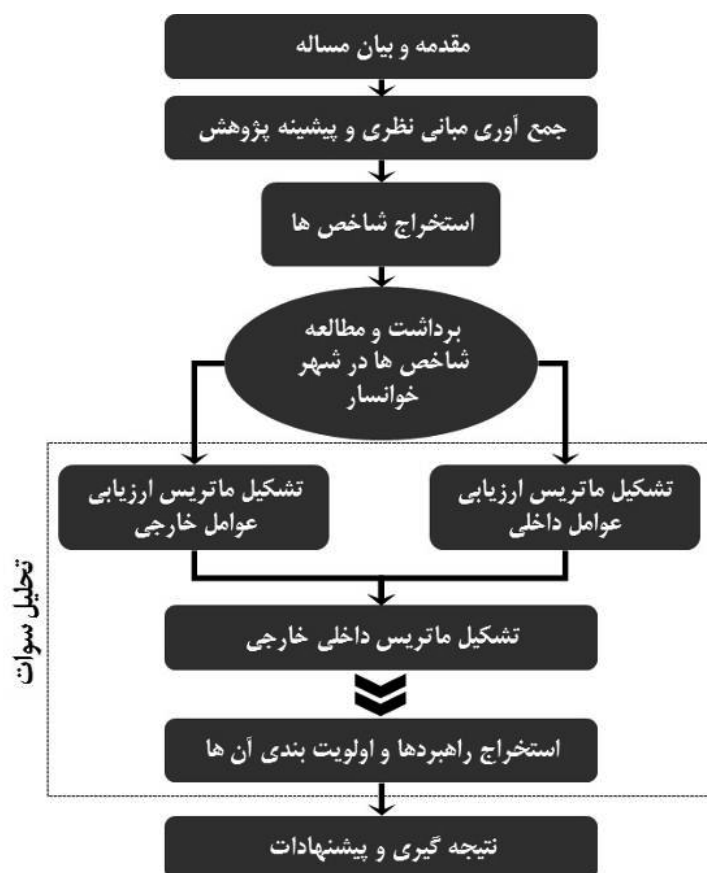 مقدمه و بیان مساله
جمع آوری مبانی نظری و پیشینه پژوهش
استخراج شاخص ها
برداشت و مطالعه
شاخص ها در شهر
خوانسار
تشکیل ماتریس ارزیابی
عوامل داخلی
تشکیل ماتریس ارزیابی
عوامل خارجی
تحلیل سوات
تشکیل ماتریس داخلی خارجی
استخراج راهبردها و اولویت بندی آن ها
نتیجه گیری و پیشنهادات